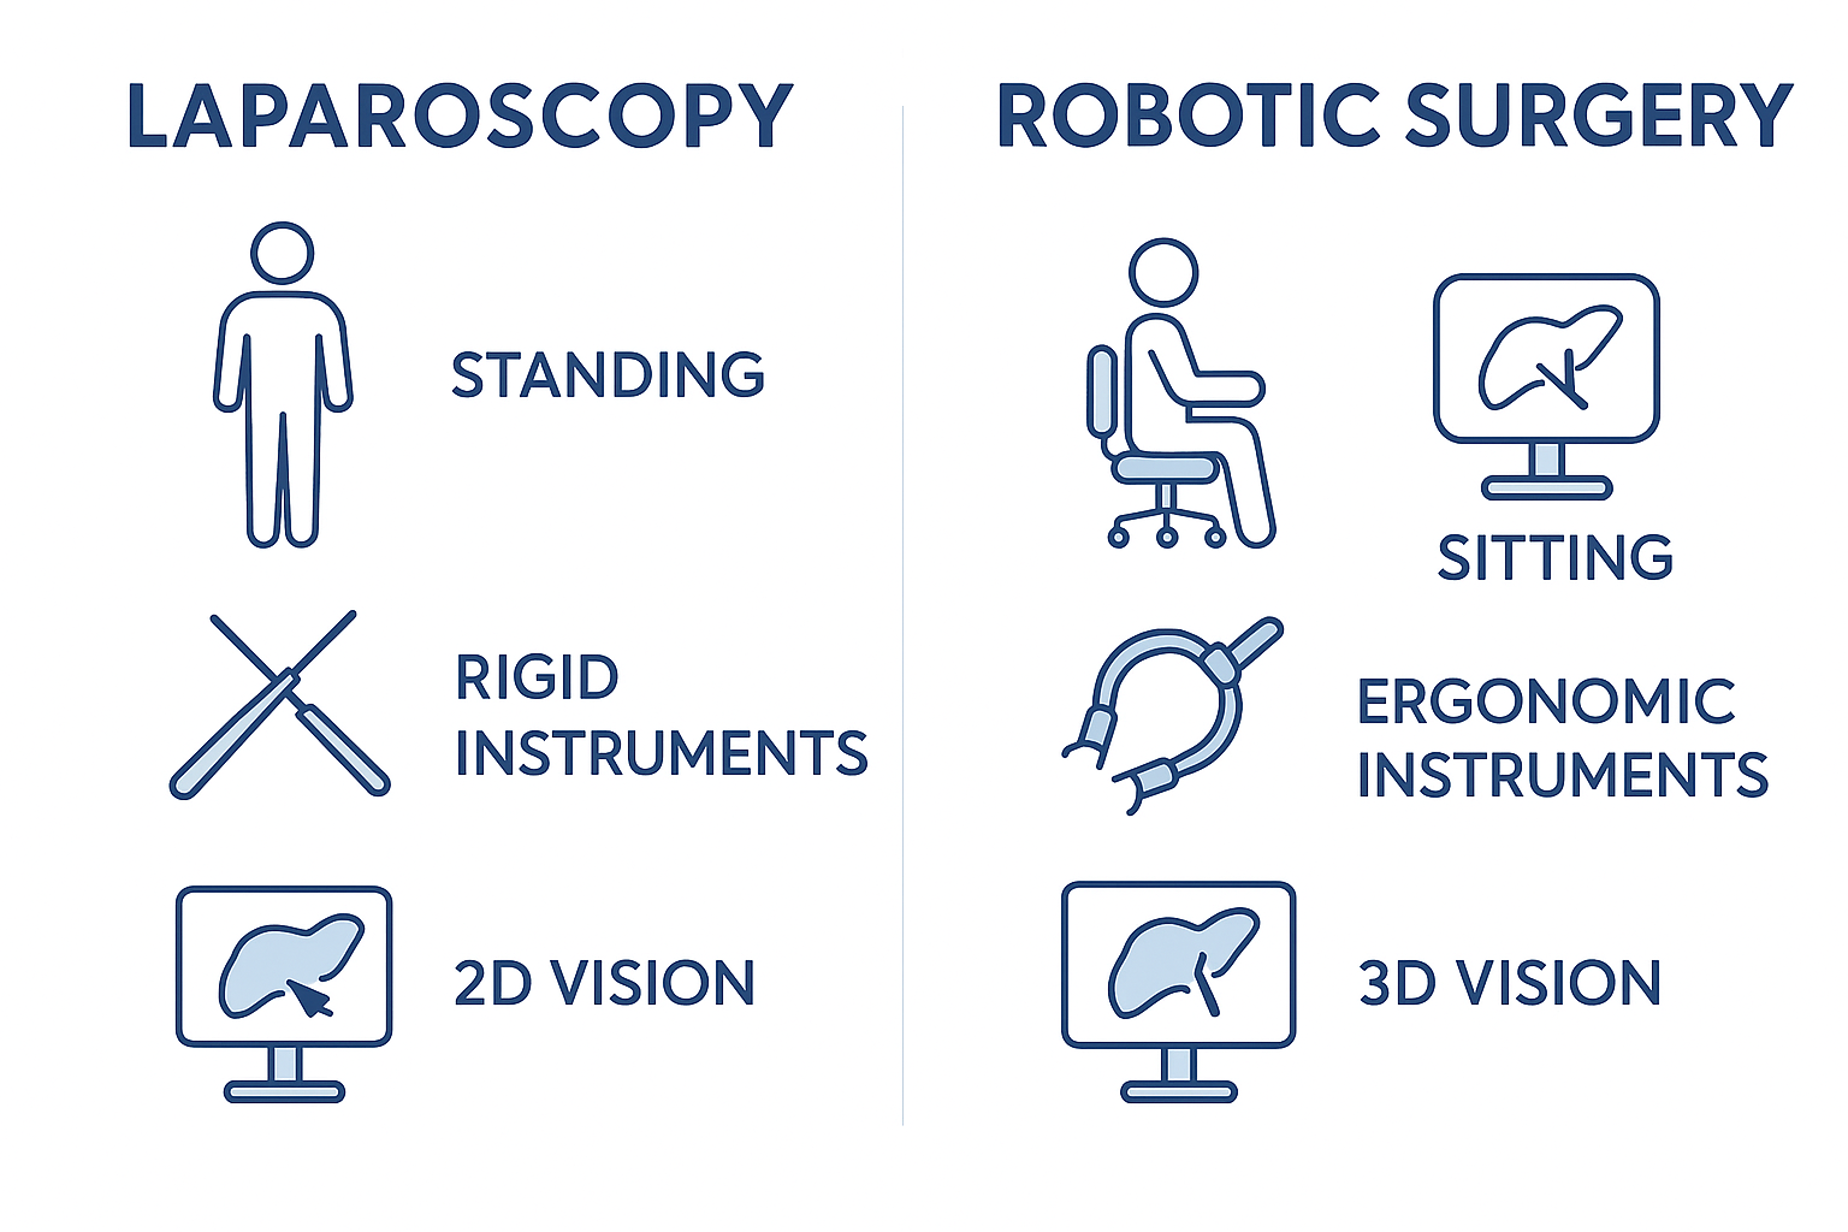 LAPAROSCOPY
STANDING
RIGID
INSTRUMENTS
2D VISION
ROBOTIC SURGERY
SITTING
ERGONOMIC
INSTRUMENTS
3D VISION